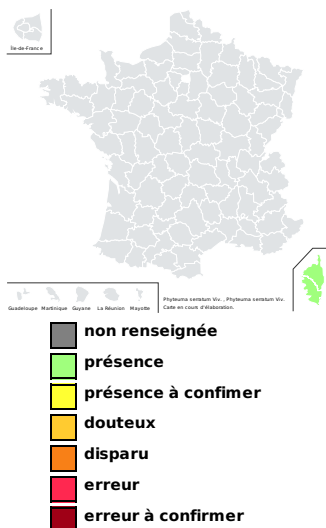 Île-de-France
Phyteuma serratum Viv. , Phyteuma serratum Viv.
Guadeloupe Martinique Guyane La Réunion Mayotte
Carte en cours d'élaboration.
non renseignée
présence
présence à confimer
douteux
disparu
erreur
erreur à confirmer